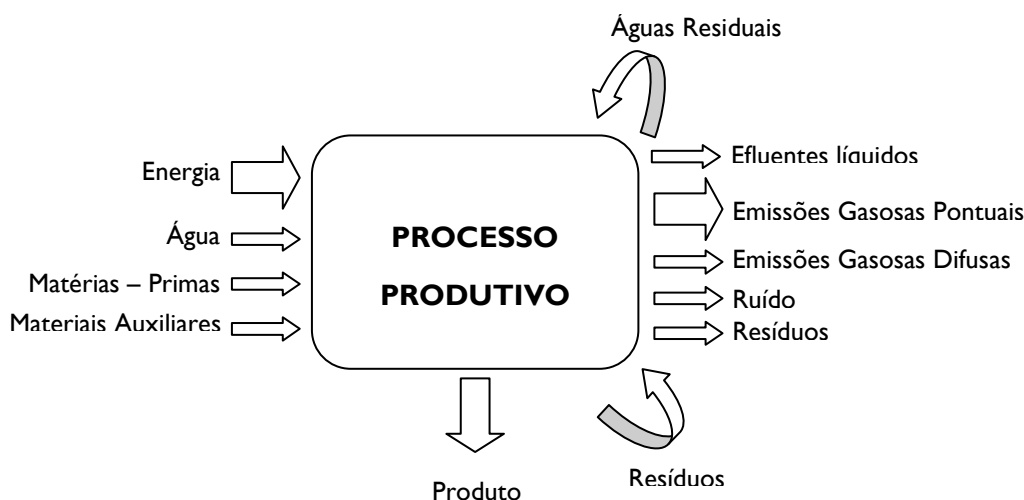 Águas Residuais
Energia
Água
Matérias – Primas
Materiais Auxiliares
PROCESSO
PRODUTIVO
Efluentes líquidos
Emissões Gasosas Pontuais
Emissões Gasosas Difusas
Ruído
Resíduos
Produto
Resíduos